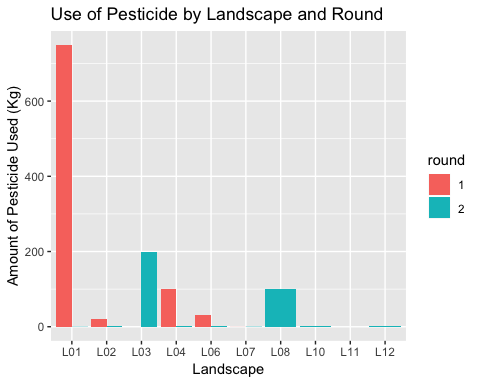 Use of Pesticide by Landscape and Round
Amount of Pesticide Used (Kg)
600
400
200
0
L01 L02 L03 L04 L06 L07 L08 L10 L11 L12
Landscape
round
1
2